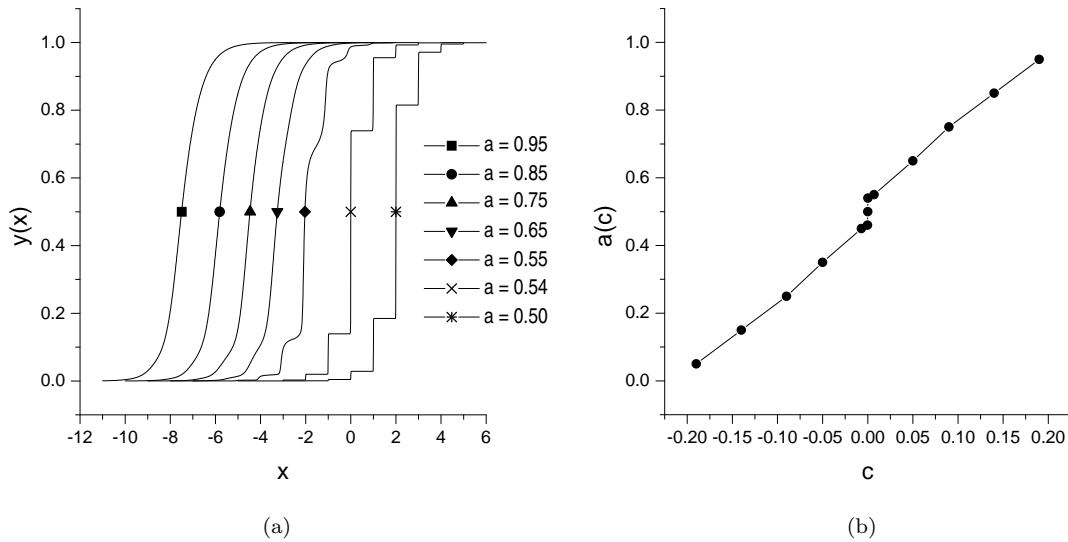 1.0
0.8
0.6
0.4
0.2
0.0
y(x)
-12 -10 -8 -6 -4 -2 0 2 4 6
x
a = 0.95
a = 0.85
a = 0.75
a = 0.65
a = 0.55
a = 0.54
a = 0.50
(a)
1.0
0.8
0.6
0.4
0.2
0.0
a(c)
-0.20 -0.15 -0.10 -0.05 0.00 0.05 0.10 0.15 0.20
c
(b)